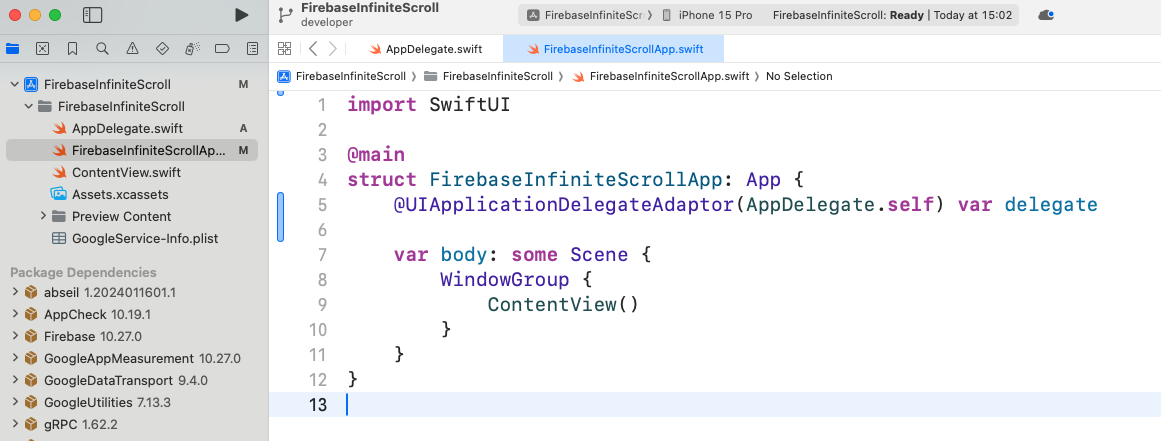 FirebaseInfiniteScroll
developer
FirebaseInfiniteScr
iPhone 15 Pro
FirebaseInfiniteScroll: Ready | Today at 15:02
AppDelegate.swift
FirebaseInfiniteScrollApp.swift
FirebaseInfiniteScroll
FirebaseInfiniteScroll
FirebaseInfiniteScrollApp.swift
No Selection
FirebaseInfiniteScroll M
FirebaseInfiniteScroll
AppDelegate.swift A
FirebaseInfiniteScrollAp... M
ContentView.swift
Assets.xcassets
Preview Content
GoogleService-Info.plist
Package Dependencies
abseil 1.2024011601.1
AppCheck 10.19.1
Firebase 10.27.0
GoogleAppMeasurement 10.27.0
GoogleDataTransport 9.4.0
GoogleUtilities 7.13.3
gRPC 1.62.2
1 import SwiftUI
2
3 @main
4 struct FirebaseInfiniteScrollApp: App {
5     @UIApplicationDelegateAdaptor(AppDelegate.self) var delegate
6
7     var body: some Scene {
8         WindowGroup {
9             ContentView()
10         }
11     }
12 }
13